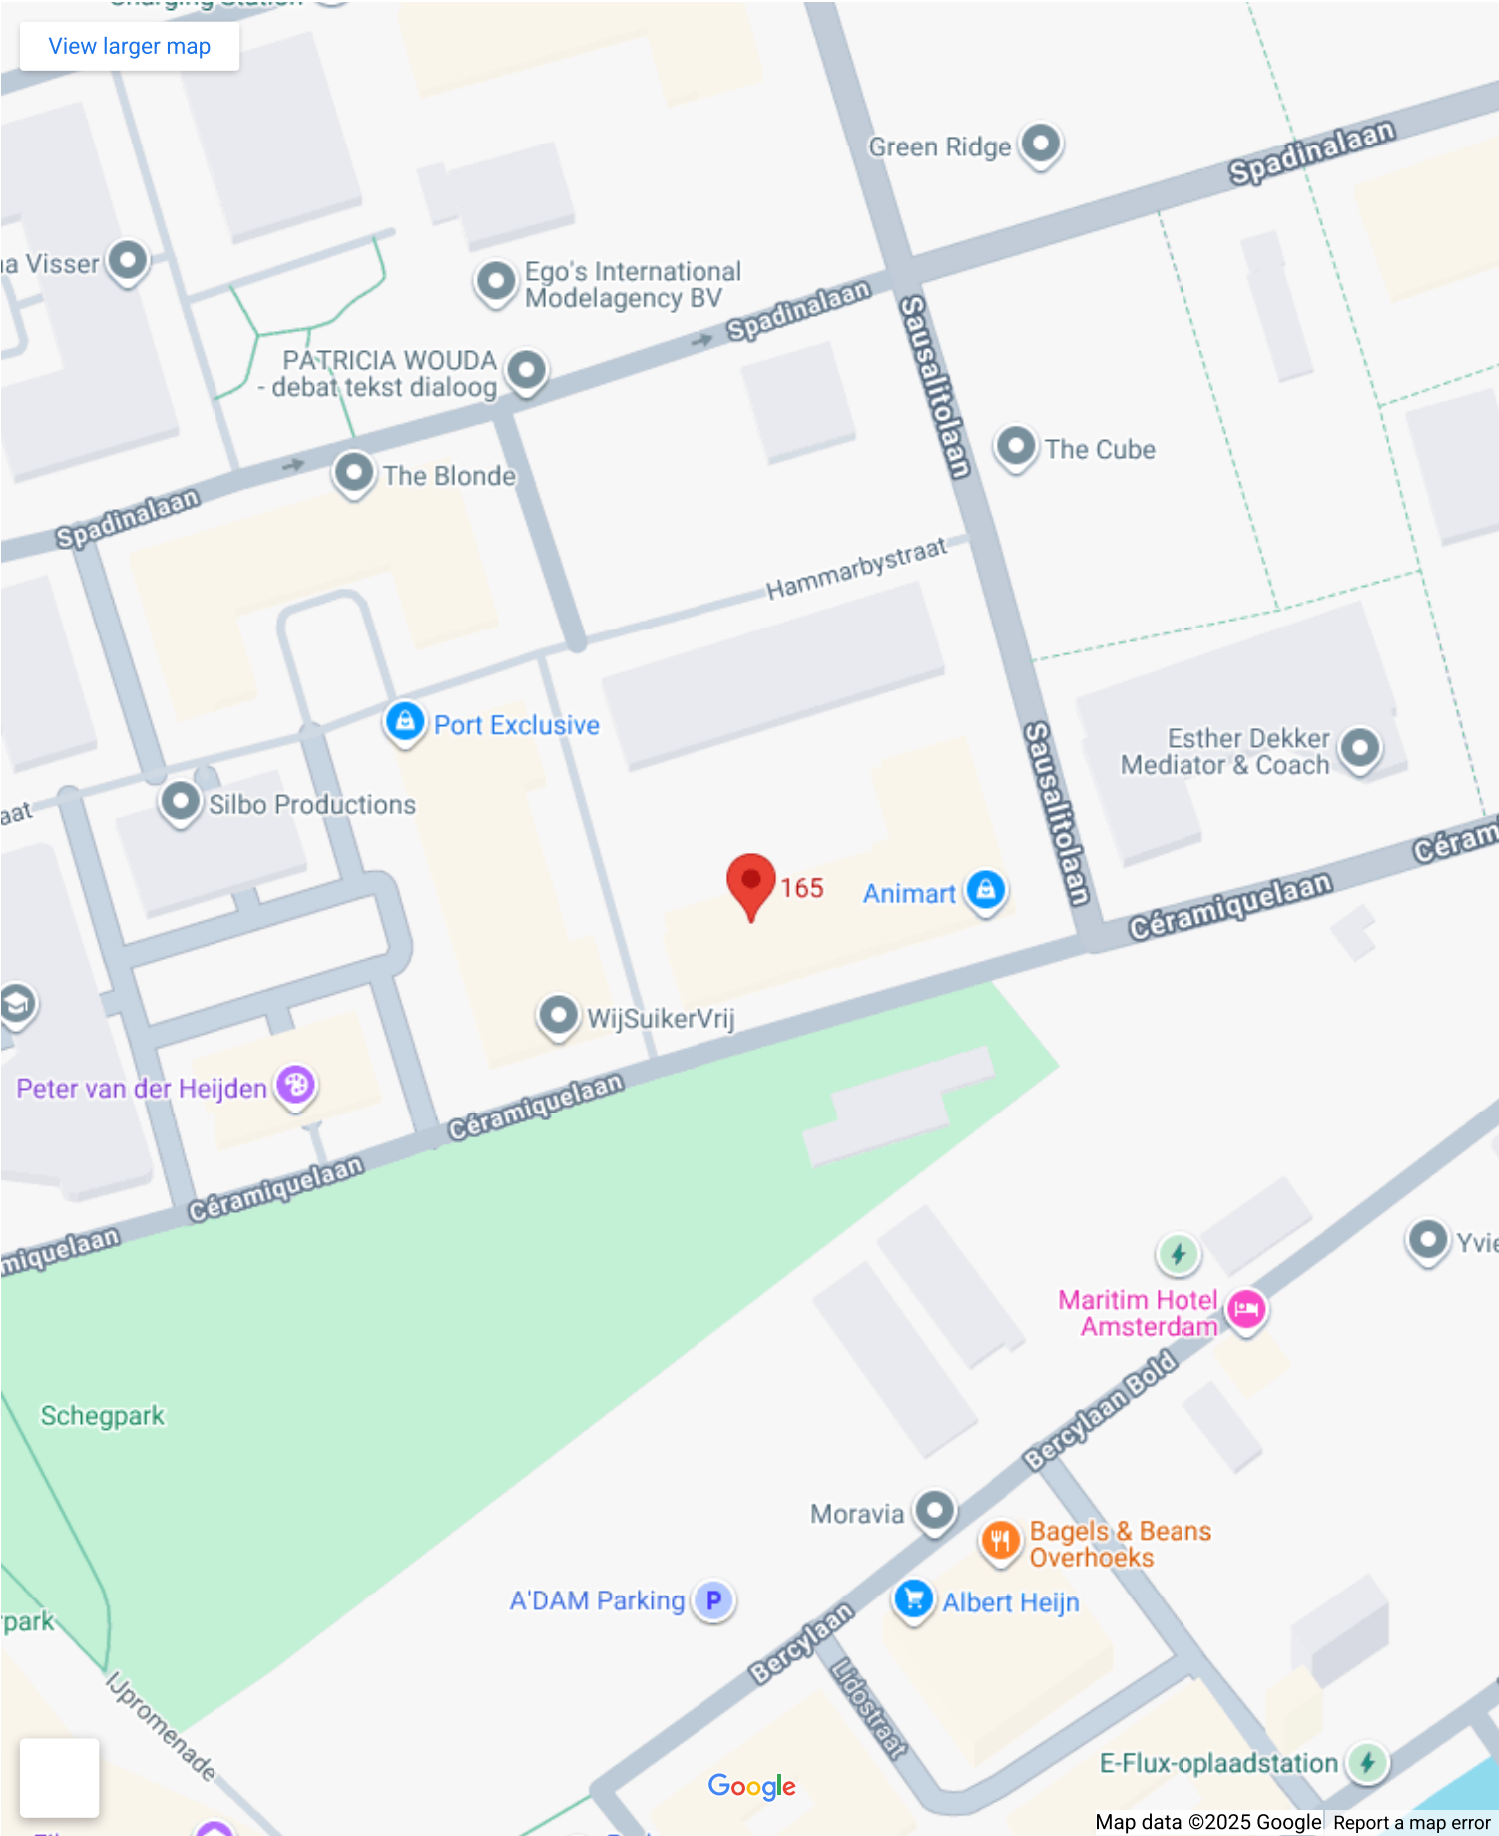 Charging Station
View larger map
Green Ridge
Spadinalaan
Visser
Ego's International
Modelagency BV
Spadinalaan
Sausalitolaan
PATRICIA WOUDA
- debat tekst dialoog
The Cube
The Blonde
Spadinalaan
Hammarbystraat
Port Exclusive
Sausalitolaan
Esther Dekker
Mediator & Coach
Silbo Productions
aat
Céram
165
Animart
Céramiquelaan
WijSuikerVrij
Peter van der Heijden
Céramiquelaan
Céramiquelaan
miquelaan
Yvie
Maritim Hotel
Amsterdam
Bercylaan Bold
Schegpark
Moravia
Bagels & Beans
Overhoeks
A'DAM Parking
P
Albert Heijn
rpark
Bercylaan
Lidostraat
IJpromenade
E-Flux-oplaadstation
Google
Map data ©2025 Google
Report a map error